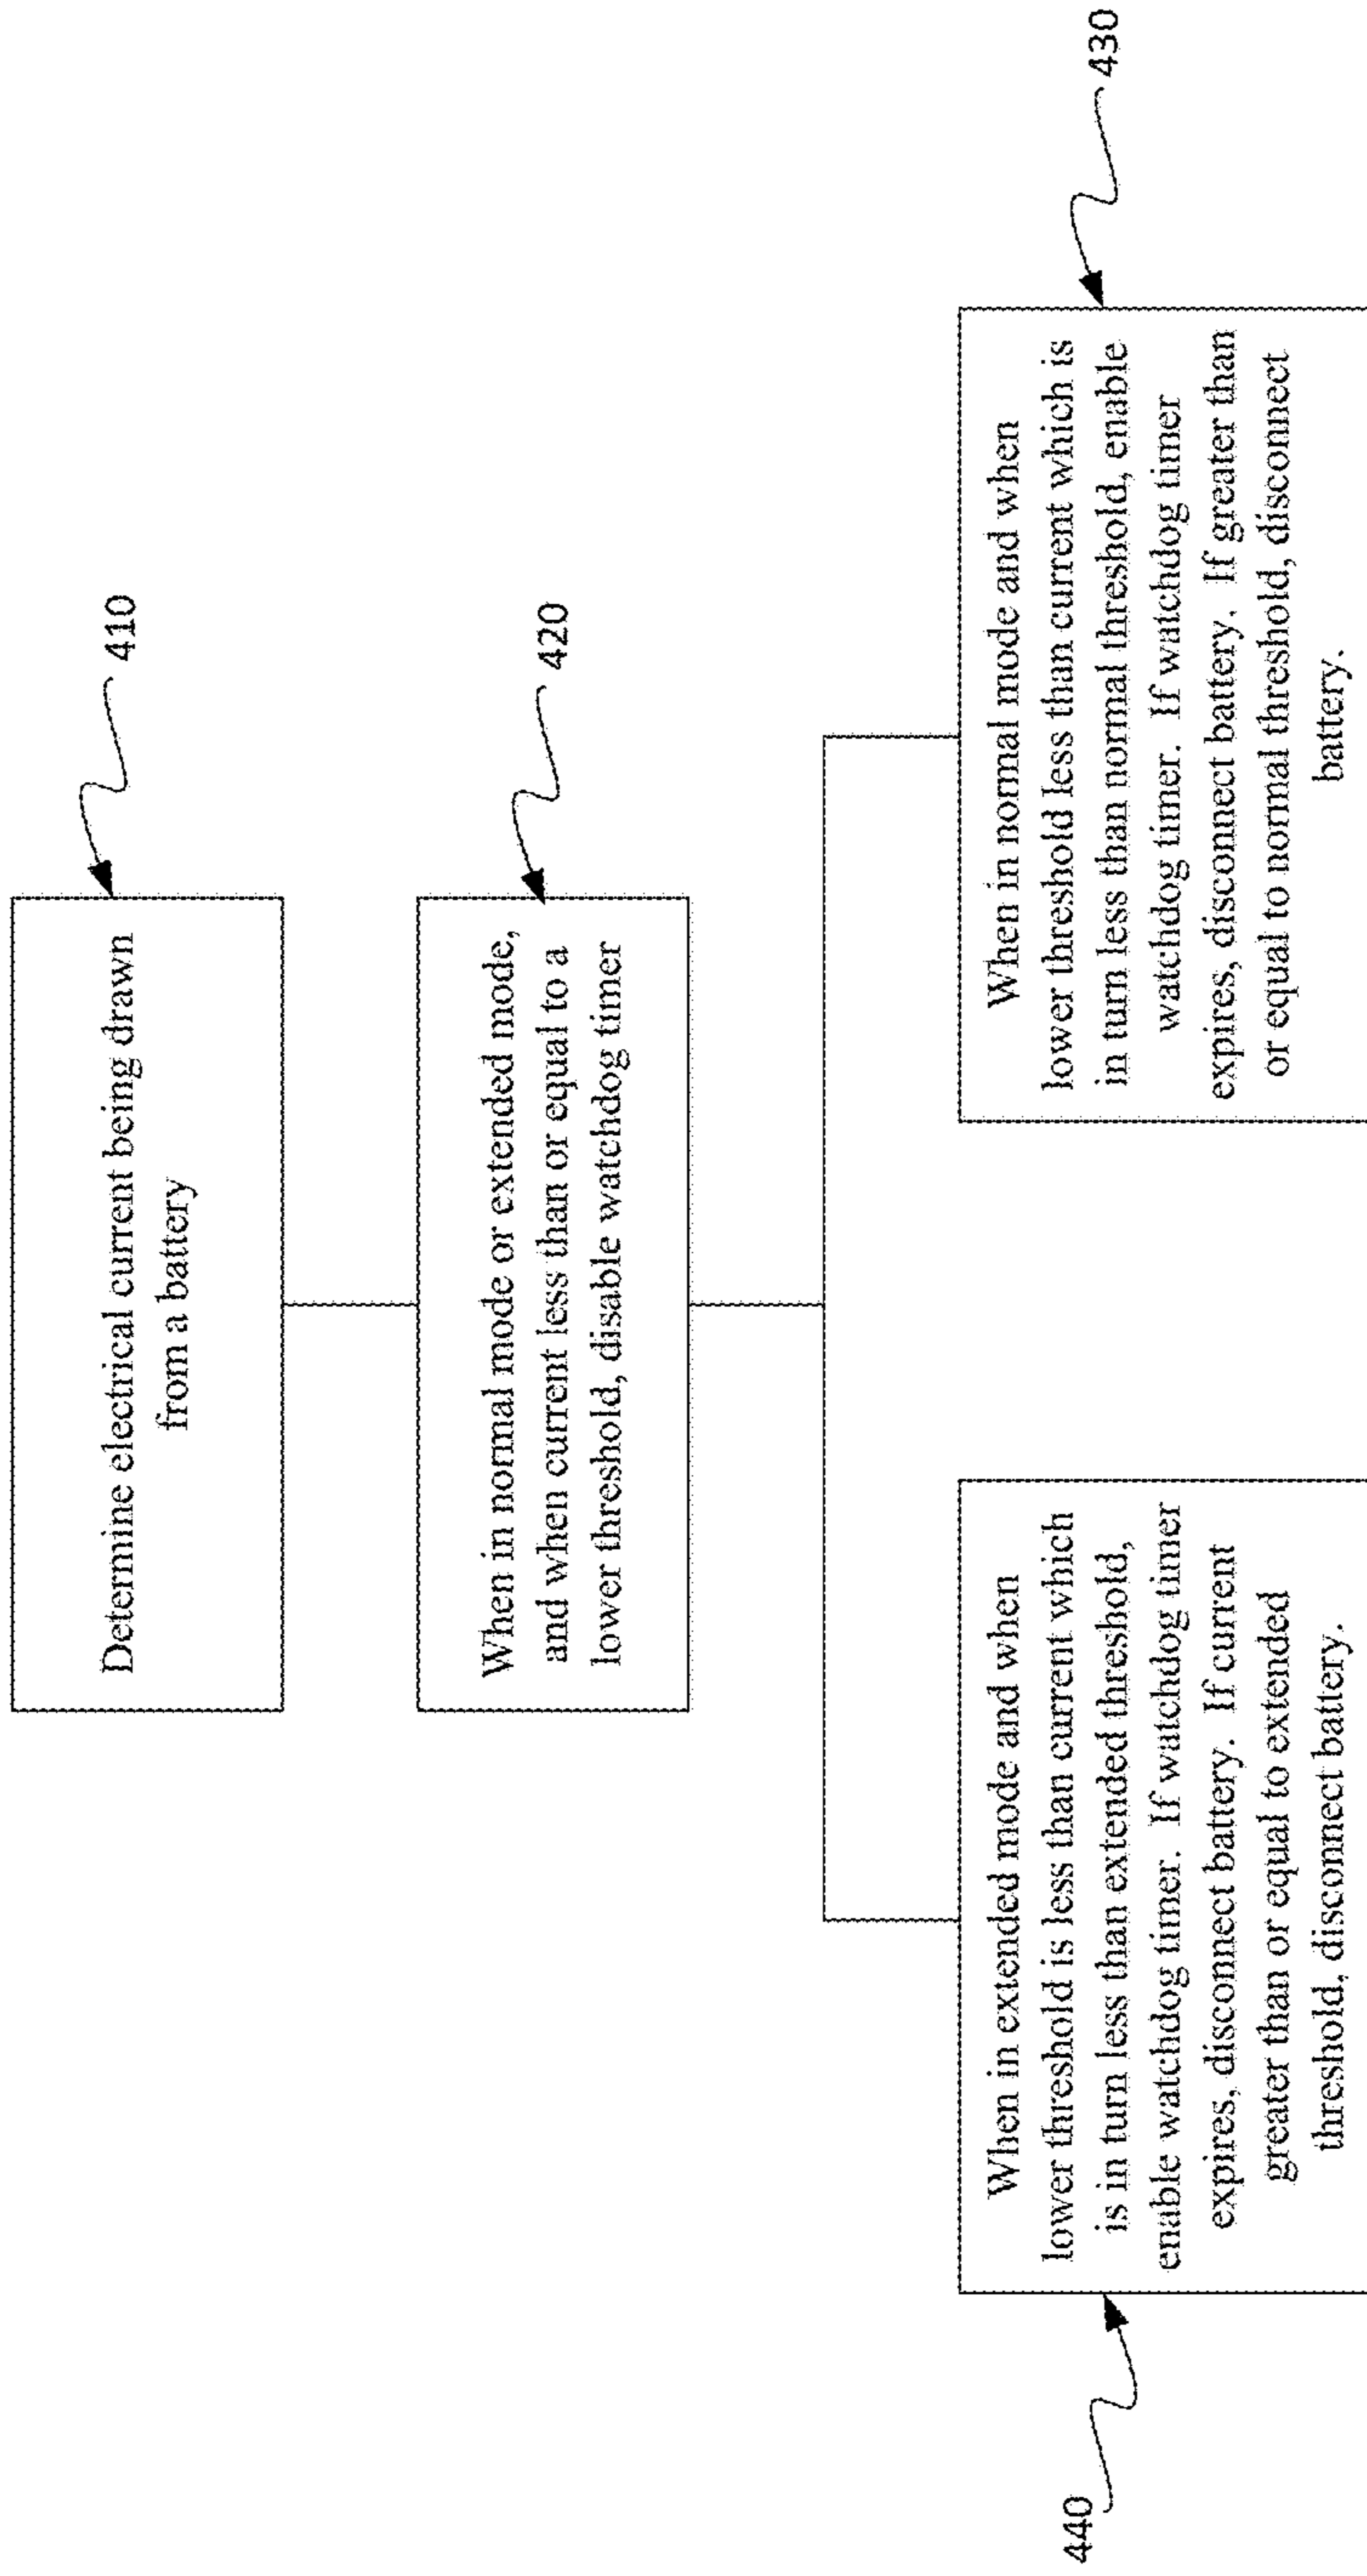 Determine electrical current being drawn
from a battery
410
When in normal mode or extended mode,
and when current less than or equal to a
lower threshold, disable watchdog timer
420
When in extended mode and when
lower threshold is less than current which
is in turn less than extended threshold,
enable watchdog timer. If watchdog timer
expires, disconnect battery. If current
greater than or equal to extended
threshold, disconnect battery.
440
When in normal mode and when
lower threshold less than current which is
in turn less than normal threshold, enable
watchdog timer. If watchdog timer
expires, disconnect battery. If greater than
or equal to normal threshold, disconnect
battery.
430